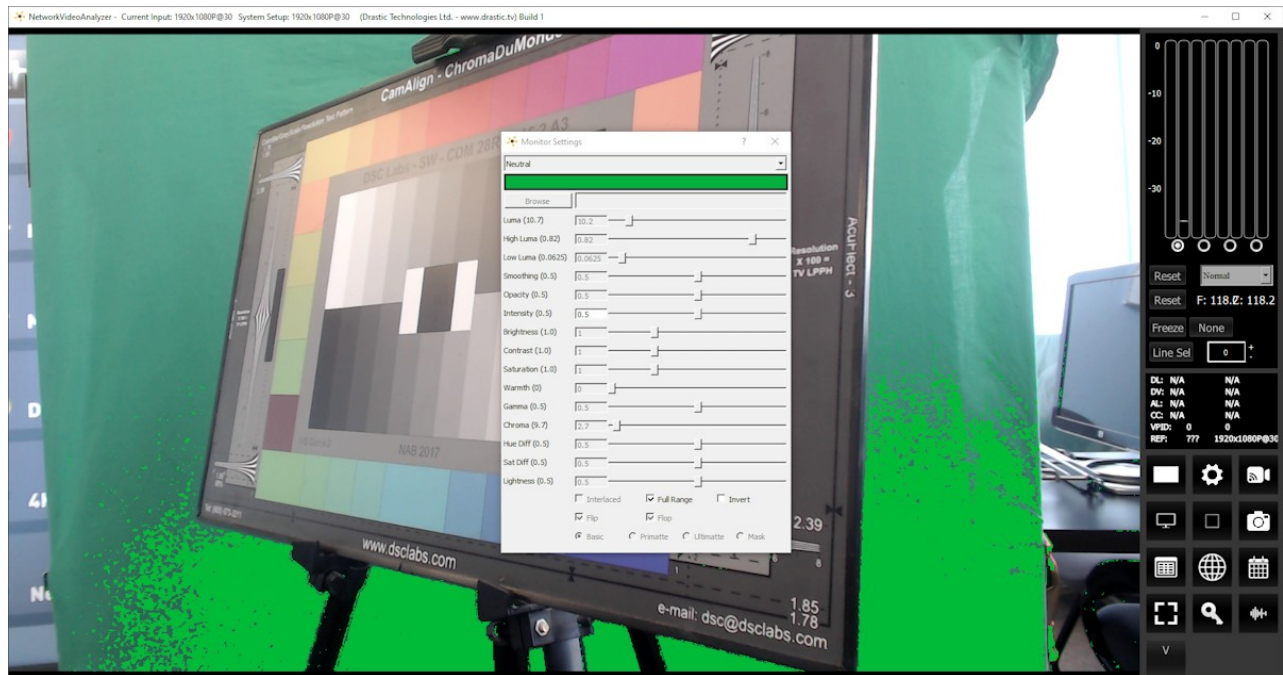 NetworkVideoAnalyzer - Current Input: 1920x1080P@30 System Setup: 1920x1080P@30 (Drastic Technologies Ltd. - www.drastic.tv) Build 1
CamAlign - ChromaDuMonde
DSC Labs - SW - COM 28R
NAB 2017
www.dsclabs.com
e-mail: dsc@dsclabs.com
1.85
1.78
2.39
Resolution
X 100 =
TV LPPH
Monitor Settings
? ×
Neutral
Browse
Luma (10.7) 10.2
High Luma (0.82) 0.82
Low Luma (0.0625) 0.0625
Smoothing (0.5) 0.5
Opacity (0.5) 0.5
Intensity (0.5) 0.5
Brightness (1.0) 1
Contrast (1.0) 1
Saturation (1.0) 1
Warmth (0) 0
Gamma (0.5) 0.5
Chroma (9.7) 2.7
Hue Diff (0.5) 0.5
Sat Diff (0.5) 0.5
Lightness (0.5) 0.5
Interlaced Full Range Invert
Flip Flop
Basic Primatte Ultimatte Mask
0
-10
-20
-30
Reset Normal
Reset F: 118.2: 118.2
Freeze None
Line Sel 0 + -
DL: N/A N/A
DV: N/A N/A
AL: N/A N/A
CC: N/A N/A
VPID: 0 0
REF: ??? 1920x1080P@30
V